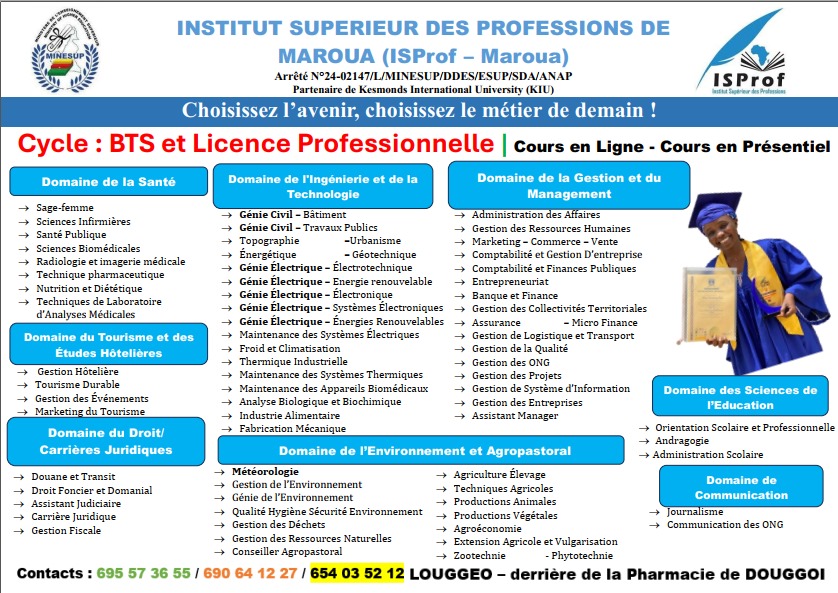 MINISTERE DE L'ENSEIGNEMENT SUPERIEUR
MINISTRY OF HIGHER EDUCATION
MINESUP
INSTITUT SUPERIEUR DES PROFESSIONS DE
MAROUA (ISProf – Maroua)
Arrêté N°24-02147/L/MINESUP/DDES/ESUP/SDA/ANAP
Partenaire de Kesmonds International University (KIU)
ISProf
Institut Supérieur des Professions
Choisissez l’avenir, choisissez le métier de demain !
Cycle : BTS et Licence Professionnelle | Cours en Ligne - Cours en Présentiel
Domaine de la Santé
→ Sage-femme
→ Sciences Infirmières
→ Santé Publique
→ Sciences Biomédicales
→ Radiologie et imagerie médicale
→ Technique pharmaceutique
→ Nutrition et Diététique
→ Techniques de Laboratoire
d’Analyses Médicales
Domaine du Tourisme et des
Études Hôtelières
→ Gestion Hôtelière
→ Tourisme Durable
→ Gestion des Événements
→ Marketing du Tourisme
Domaine du Droit/
Carrières Juridiques
→ Douane et Transit
→ Droit Foncier et Domanial
→ Assistant Judiciaire
→ Carrière Juridique
→ Gestion Fiscale
Domaine de l'Ingénierie et de la
Technologie
→ Génie Civil – Bâtiment
→ Génie Civil – Travaux Publics
→ Topographie –Urbanisme
→ Énergétique – Géotechnique
→ Génie Électrique – Électrotechnique
→ Génie Électrique – Energie renouvelable
→ Génie Électrique – Électronique
→ Génie Électrique – Systèmes Électroniques
→ Génie Électrique – Énergies Renouvelables
→ Maintenance des Systèmes Électriques
→ Froid et Climatisation
→ Thermique Industrielle
→ Maintenance des Systèmes Thermiques
→ Maintenance des Appareils Biomédicaux
→ Analyse Biologique et Biochimique
→ Industrie Alimentaire
→ Fabrication Mécanique
Domaine de la Gestion et du
Management
→ Administration des Affaires
→ Gestion des Ressources Humaines
→ Marketing – Commerce – Vente
→ Comptabilité et Gestion D’entreprise
→ Comptabilité et Finances Publiques
→ Entrepreneuriat
→ Banque et Finance
→ Gestion des Collectivités Territoriales
→ Assurance – Micro Finance
→ Gestion de Logistique et Transport
→ Gestion de la Qualité
→ Gestion des ONG
→ Gestion des Projets
→ Gestion de Système d’Information
→ Gestion des Entreprises
→ Assistant Manager
Domaine de l’Environnement et Agropastoral
→ Météorologie
→ Gestion de l’Environnement
→ Génie de l’Environnement
→ Qualité Hygiène Sécurité Environnement
→ Gestion des Déchets
→ Gestion des Ressources Naturelles
→ Conseiller Agropastoral
→ Agriculture Élevage
→ Techniques Agricoles
→ Productions Animales
→ Productions Végétales
→ Agroéconomie
→ Extension Agricole et Vulgarisation
→ Zootechnie - Phytotechnie
Domaine des Sciences de
l’Education
→ Orientation Scolaire et Professionnelle
→ Andragogie
→ Administration Scolaire
Domaine de
Communication
→ Journalisme
→ Communication des ONG
Contacts : 695 57 36 55 / 690 64 12 27 / 654 03 52 12 LOUGGEO – derrière de la Pharmacie de DOUGGOI